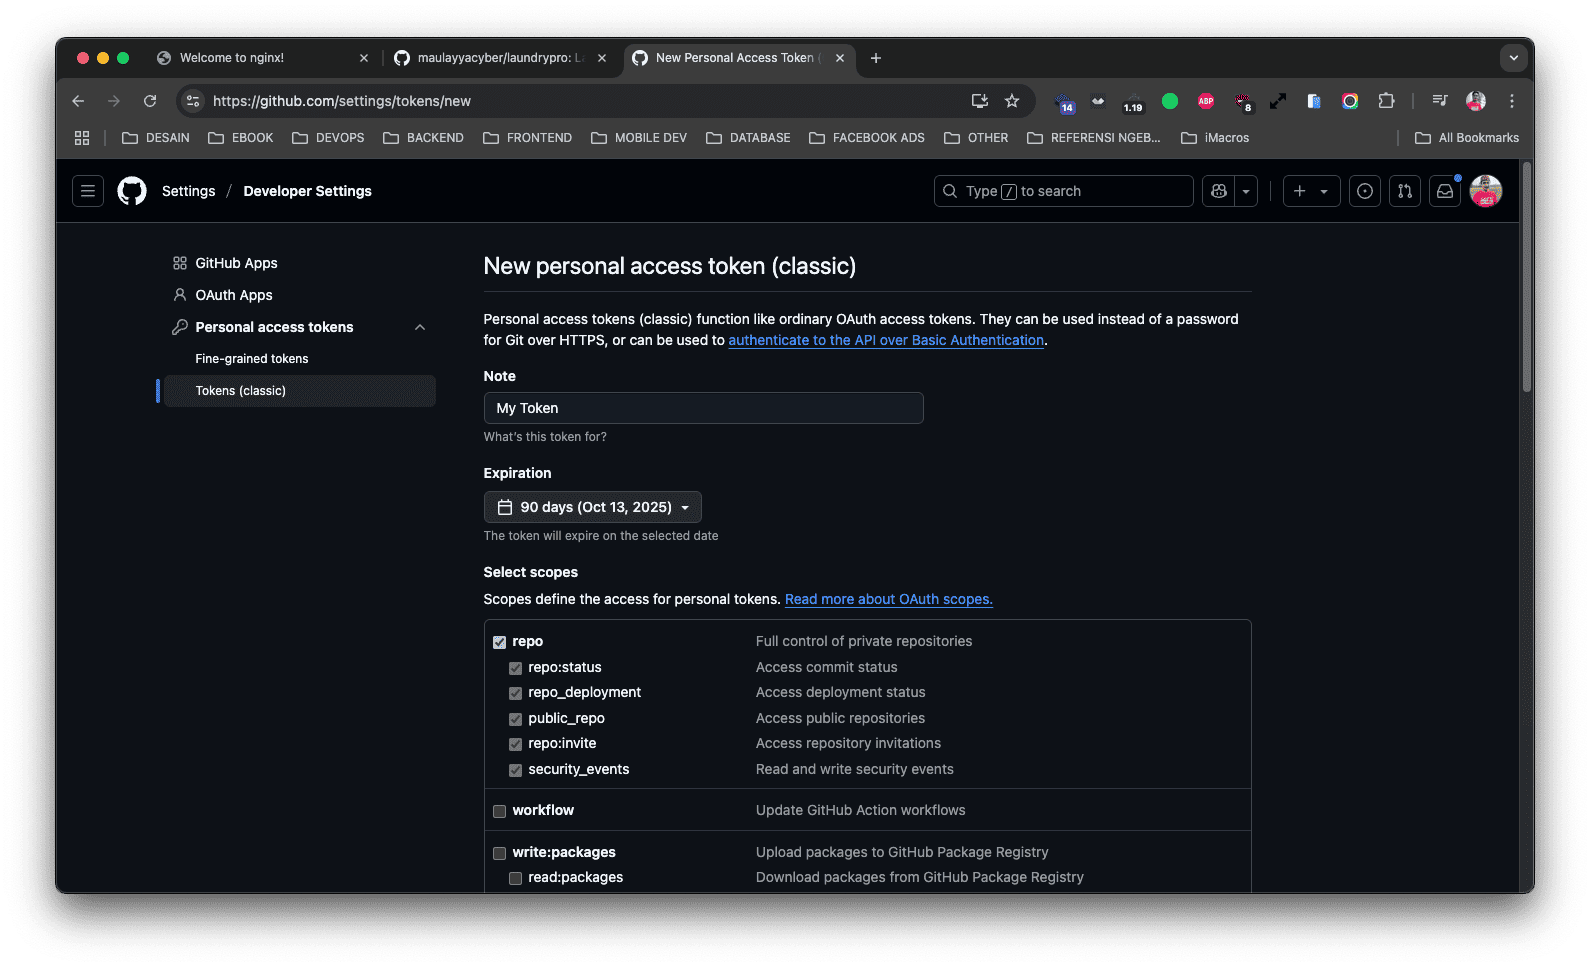 Welcome to nginx!
maulayyacyber/laundrypro: L
New Personal Access Token (
https://github.com/settings/tokens/new
14
1.19
ABP
8
DESAIN
EBOOK
DEVOPS
BACKEND
FRONTEND
MOBILE DEV
DATABASE
FACEBOOK ADS
OTHER
REFERENSI NGEB...
iMacros
All Bookmarks
Settings / Developer Settings
Type / to search
GitHub Apps
OAuth Apps
Personal access tokens
Fine-grained tokens
Tokens (classic)
New personal access token (classic)
Personal access tokens (classic) function like ordinary OAuth access tokens. They can be used instead of a password
for Git over HTTPS, or can be used to authenticate to the API over Basic Authentication.
Note
My Token
What's this token for?
Expiration
90 days (Oct 13, 2025)
The token will expire on the selected date
Select scopes
Scopes define the access for personal tokens. Read more about OAuth scopes.
repo Full control of private repositories
repo:status Access commit status
repo_deployment Access deployment status
public_repo Access public repositories
repo:invite Access repository invitations
security_events Read and write security events
workflow Update GitHub Action workflows
write:packages Upload packages to GitHub Package Registry
read:packages Download packages from GitHub Package Registry